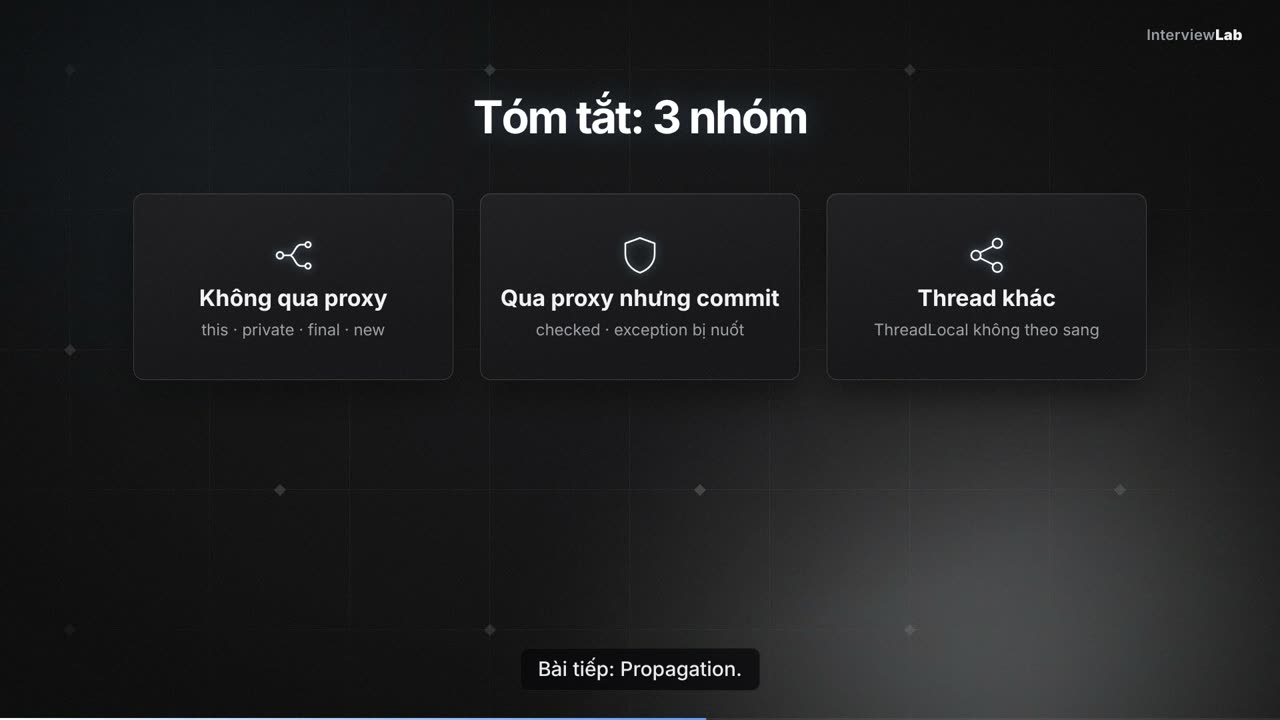 InterviewLab
Tóm tắt: 3 nhóm
Không qua proxy
this · private · final · new
Qua proxy nhưng commit
checked · exception bị nuốt
Thread khác
ThreadLocal không theo sang
Bài tiếp: Propagation.